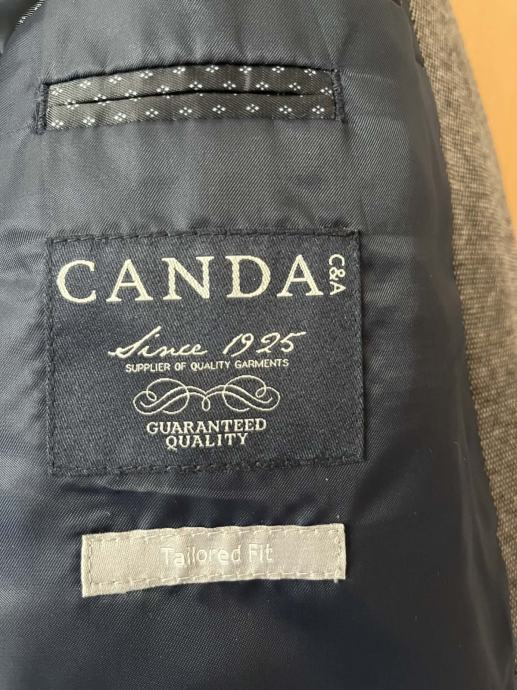 CANDA C&A
Since 1925
SUPPLIER OF QUALITY GARMENTS
GUARANTEED
QUALITY
Tailored Fit